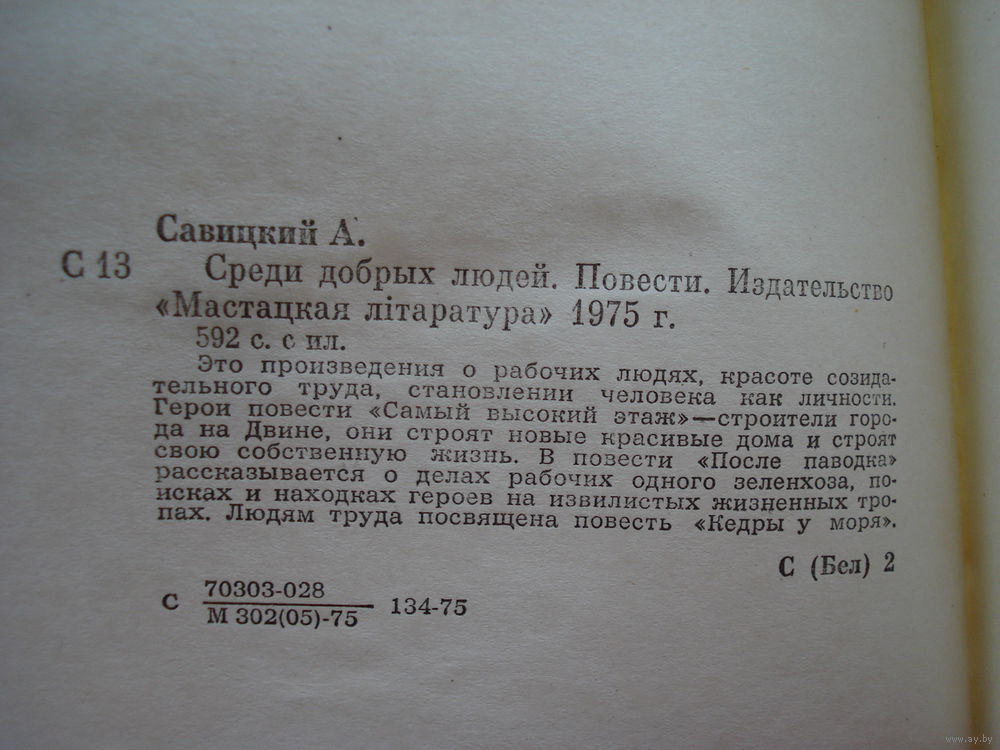 Савицкий А.
С 13 Среди добрых людей. Повести. Издательство
«Мастацкая літаратура» 1975 г.
592 с. с ил.
Это произведения о рабочих людях, красоте созида-
тельного труда, становлении человека как личности.
Герои повести «Самый высокий этаж»—строители горо-
да на Двине, они строят новые красивые дома и строят
свою собственную жизнь. В повести «После паводка»
рассказывается о делах рабочих одного зеленхоза, по-
исках и находках героев на извилистых жизненных тро-
пах. Людям труда посвящена повесть «Кедры у моря».
С (Бел) 2
С 70303-028
М 302(05)-75 134-75
www.ay.by